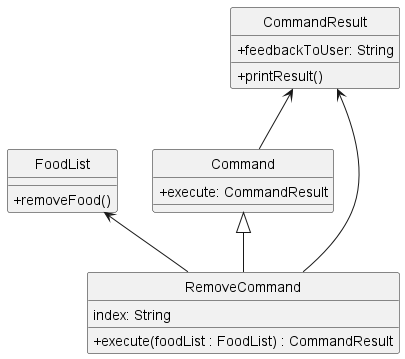 CommandResult
+feedbackToUser: String
+printResult()
FoodList
+removeFood()
Command
+execute: CommandResult
RemoveCommand
index: String
+execute(foodList : FoodList) : CommandResult